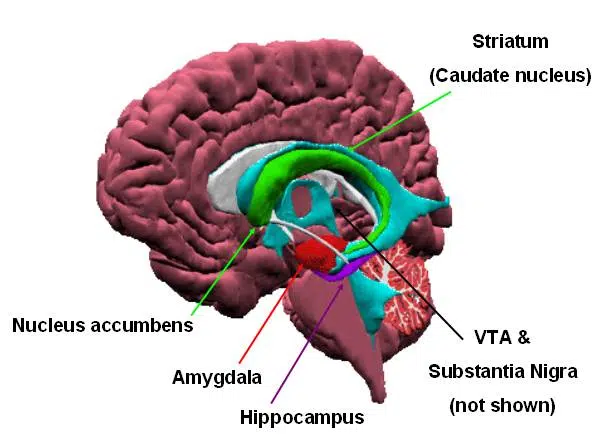 Striatum
(Caudate nucleus)
Nucleus accumbens
VTA &
Substantia Nigra
(not shown)
Amygdala
Hippocampus